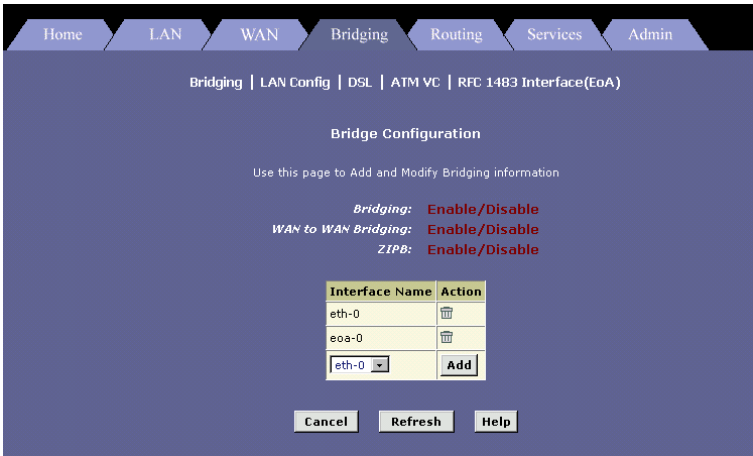 Home LAN WAN Bridging Routing Services Admin
Bridging | LAN Config | DSL | ATM VC | RFC 1483 Interface(EoA)
Bridge Configuration
Use this page to Add and Modify Bridging information
Bridging: Enable/Disable
WAN to WAN Bridging: Enable/Disable
ZIPB: Enable/Disable
Interface Name Action
eth-0
eoa-0
eth-0 Add
Cancel Refresh Help